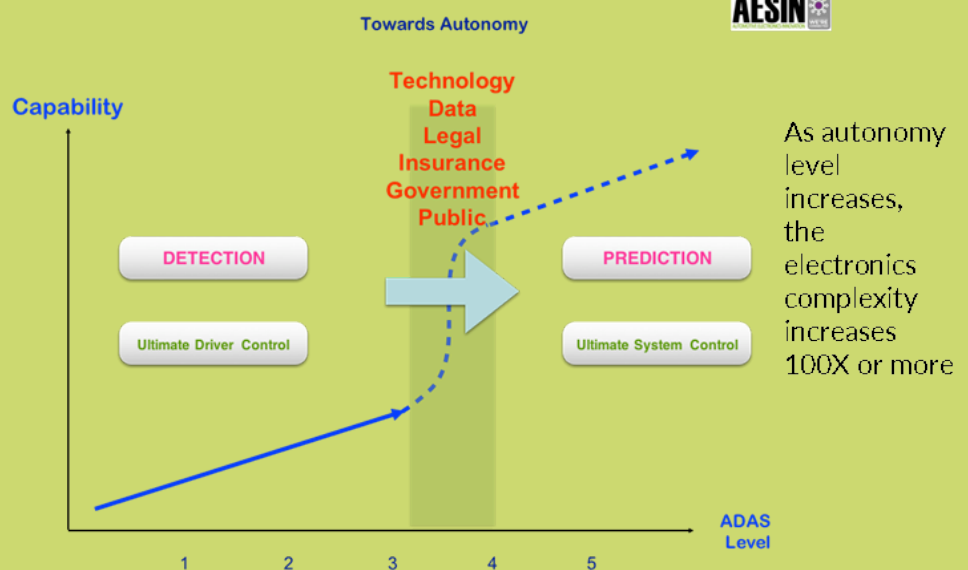 Towards Autonomy
AESIN
Technology
Data
Legal
Insurance
Government
Public
Capability
As autonomy
level
increases,
the
electronics
complexity
increases
100X or more
DETECTION
PREDICTION
Ultimate Driver Control
Ultimate System Control
ADAS
Level
1 2 3 4 5